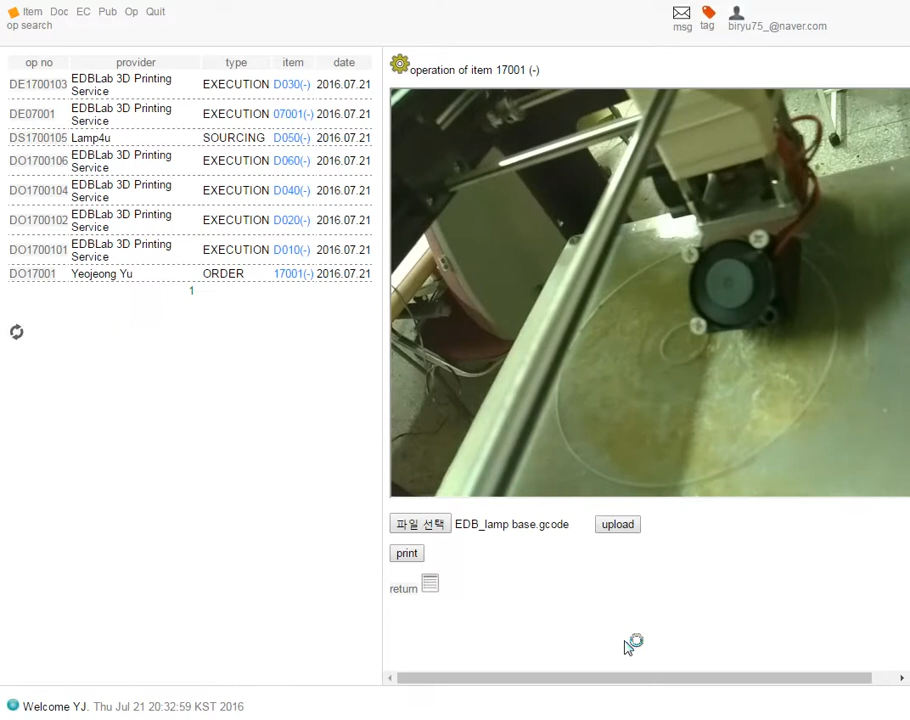 Item Doc EC Pub Op Quit
op search
msg tag biryu75_@naver.com
op no provider type item date
DE1700103 EDBLab 3D Printing Service EXECUTION D030(-) 2016.07.21
DE07001 EDBLab 3D Printing Service EXECUTION 07001(-) 2016.07.21
DS1700105 Lamp4u SOURCING D050(-) 2016.07.21
DO1700106 EDBLab 3D Printing Service EXECUTION D060(-) 2016.07.21
DO1700104 EDBLab 3D Printing Service EXECUTION D040(-) 2016.07.21
DO1700102 EDBLab 3D Printing Service EXECUTION D020(-) 2016.07.21
DO1700101 EDBLab 3D Printing Service EXECUTION D010(-) 2016.07.21
DO17001 Yeojeong Yu ORDER 17001(-) 2016.07.21
1
operation of item 17001 (-)
파일 선택 EDB_lamp base.gcode upload
print
return
Welcome YJ. Thu Jul 21 20:32:59 KST 2016